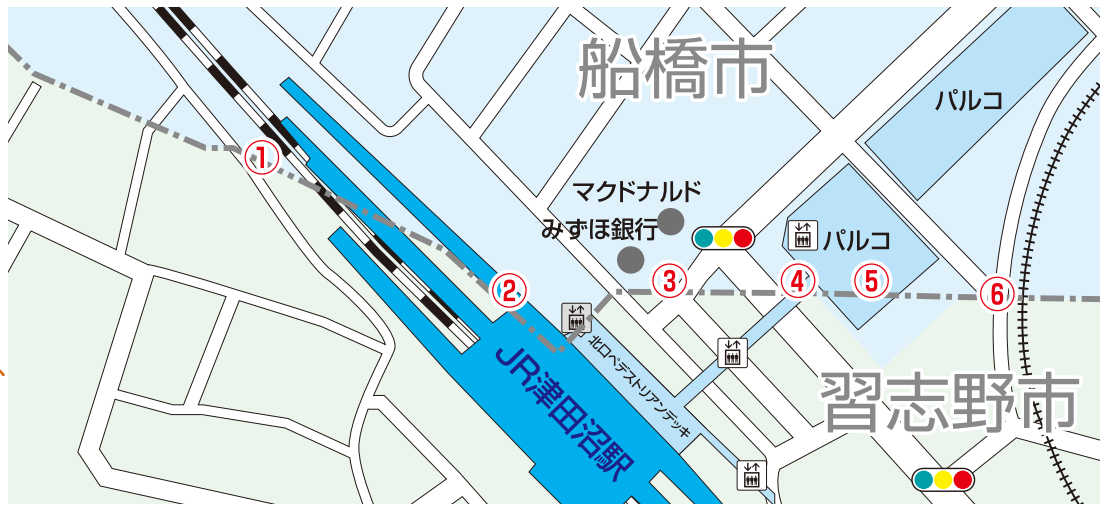 船橋市
パルコ
①
マクドナルド
みずほ銀行
パルコ
②
③
④
⑤
⑥
北口ペデストリアンデッキ
JR津田沼駅
習志野市